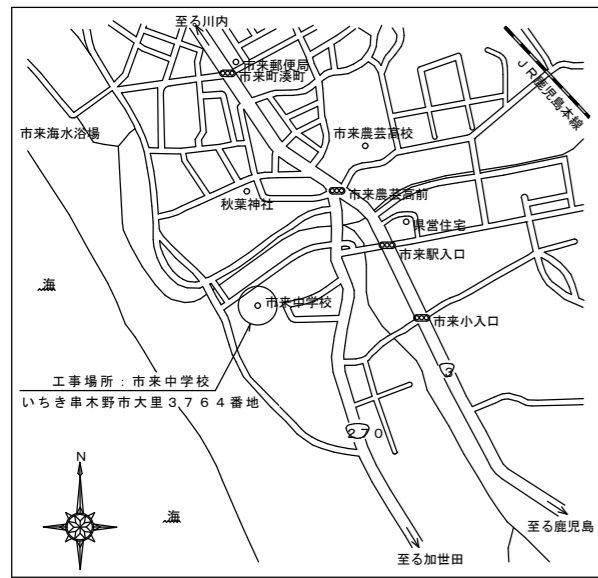 至る川内
市来郵便局
市来町湊町
JR鹿児島本線
市来海水浴場
市来農芸高校
秋葉神社
市来農芸高前
県営住宅
市来駅入口
海
市来中学校
市来小入口
工事場所：市来中学校
いちき串木野市大里３７６４番地
3
270
N
海
至る鹿児島
至る加世田